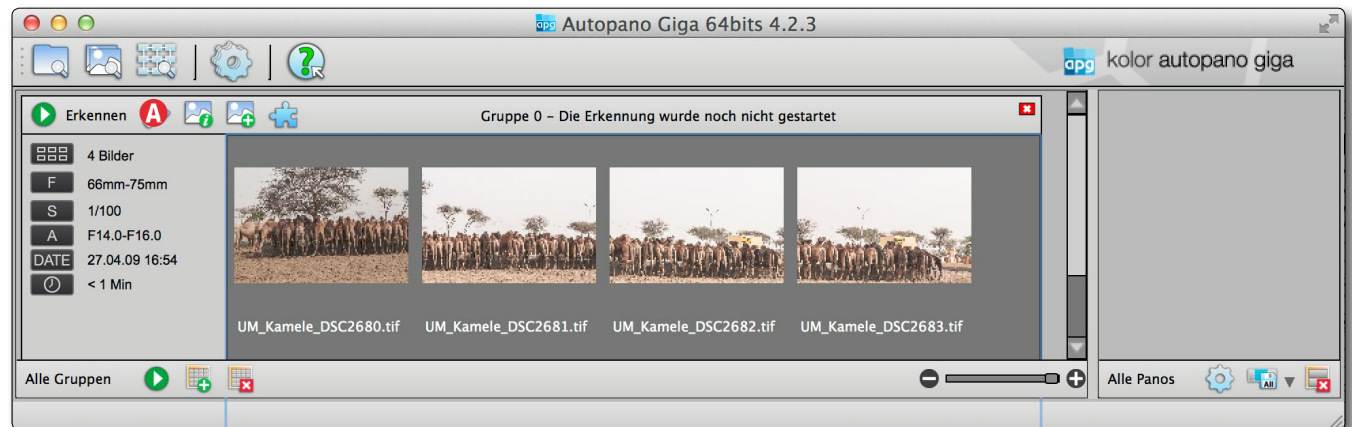 apg Autopano Giga 64bits 4.2.3
apg kolor autopano giga
Erkennen A Gruppe 0 – Die Erkennung wurde noch nicht gestartet
4 Bilder
F 66mm-75mm
S 1/100
A F14.0-F16.0
DATE 27.04.09 16:54
< 1 Min
UM_Kamele_DSC2680.tif UM_Kamele_DSC2681.tif UM_Kamele_DSC2682.tif UM_Kamele_DSC2683.tif
Alle Gruppen Alle Panos All